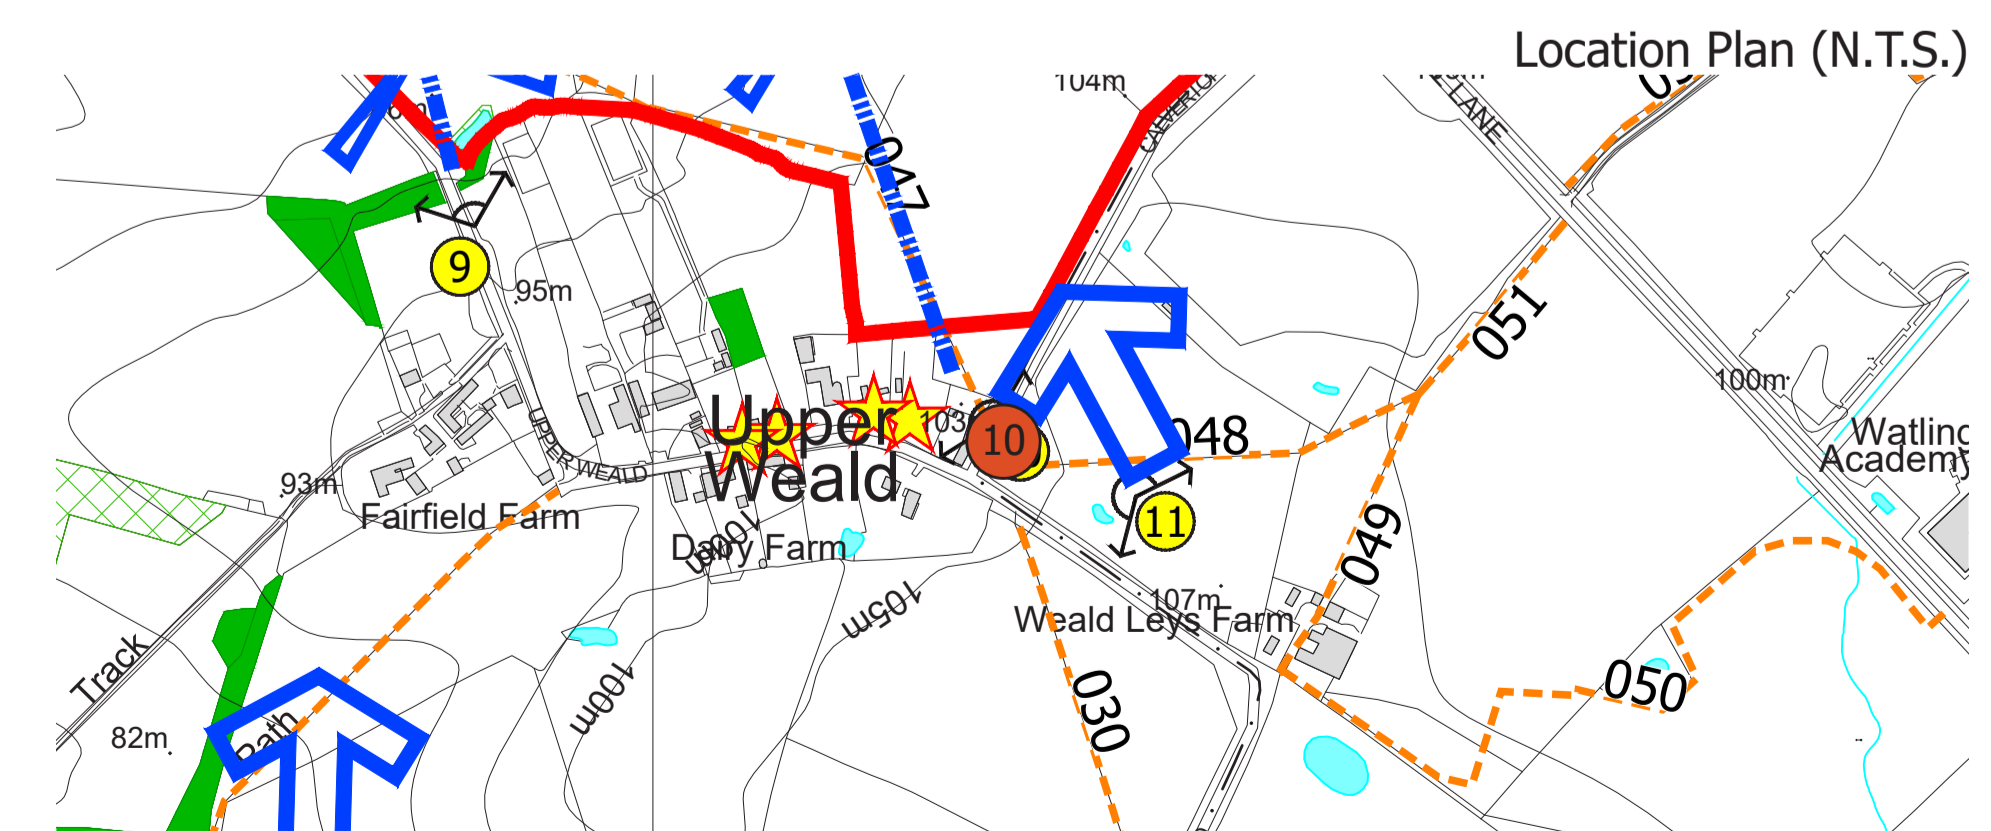 Location Plan (N.T.S.)
104m
LANE
047
9
95m
051
100m
Upper
Weald
103
10
048
Watling
Academy
UPPER WEALD
93m
Fairfield Farm
11
100m
Dairy Farm
049
105m
107m
Weald Leys Farm
Track
100m
050
030
82m
Path